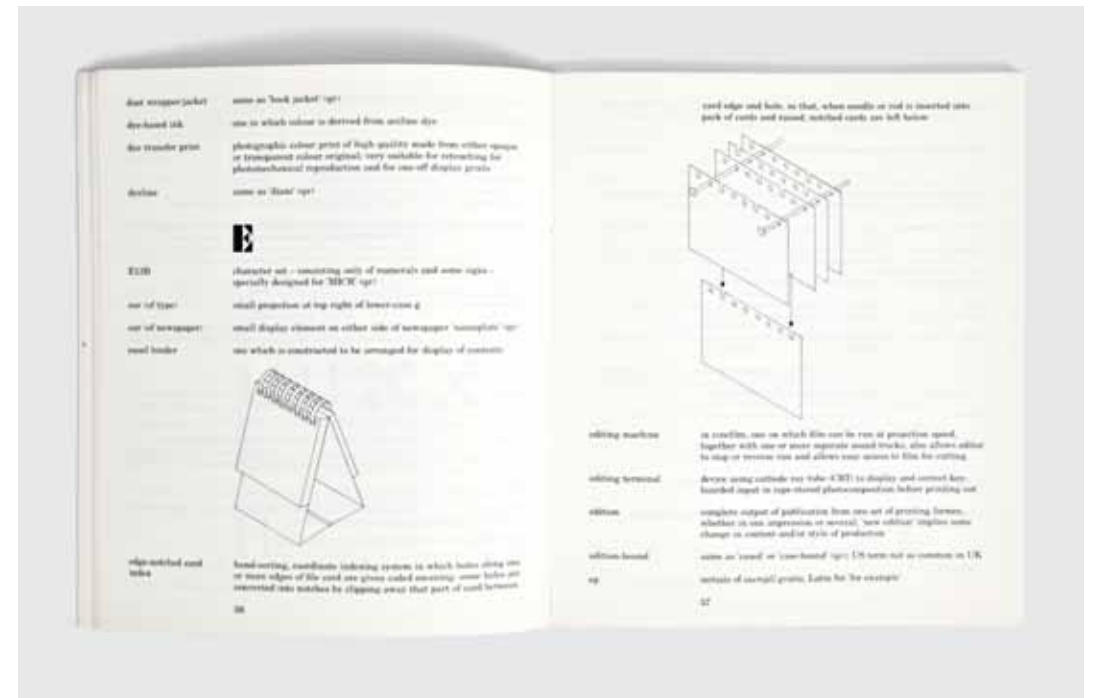 dust wrapper/jacket same as 'book jacket' (qv)
dye-based ink one in which colour is derived from aniline dye
dye transfer print photographic colour print of high quality made from either opaque
or transparent colour original; very suitable for retouching for
photomechanical reproduction and for one-off display prints
dyeline same as 'diazo' (qv)
E
E13B character set – consisting only of numerals and some signs –
specially designed for 'MICR' (qv)
ear (of type) small projection at top right of lower-case g
ear (of newspaper) small display element on either side of newspaper 'nameplate' (qv)
easel binder one which is constructed to be arranged for display of contents
edge-notched card index hand-sorting, coordinate indexing system in which holes along one
or more edges of file card are given coded meaning; some holes are
converted into notches by clipping away that part of card between
56
card edge and hole, so that, when needle or rod is inserted into
pack of cards and raised, notched cards are left below
editing machine in cinefilm, one on which film can be run at projection speed,
together with one or more separate sound tracks; also allows editor
to stop or reverse run and allows easy access to film for cutting
editing terminal device using cathode ray tube (CRT) to display and correct key-
boarded input in tape-stored photocomposition before printing out
edition complete output of publication from one set of printing formes,
whether in one impression or several; 'new edition' implies some
change in content and/or style of production
edition-bound same as 'cased' or 'case-bound' (qv); US term not so common in UK
eg initials of exempli gratia, Latin for 'for example'
57